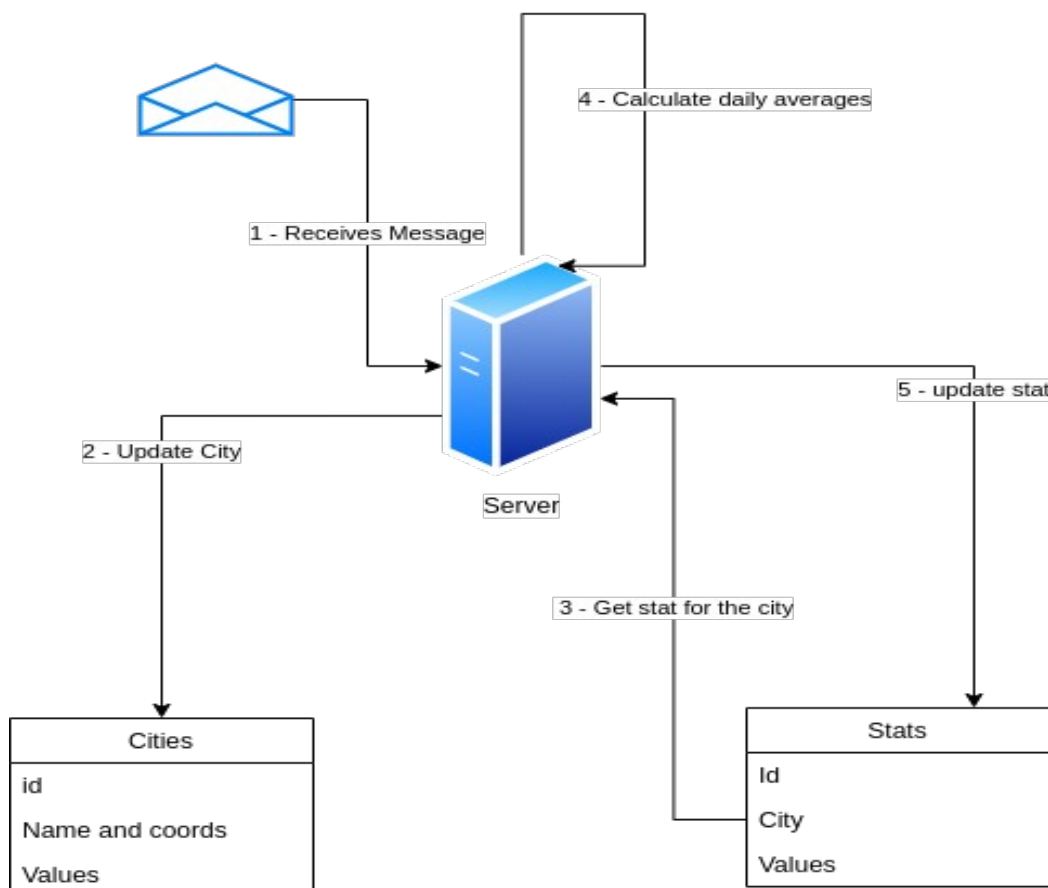 4 - Calculate daily averages
1 - Receives Message
5 - update stat
2 - Update City
Server
3 - Get stat for the city
Cities
id
Name and coords
Values
Stats
Id
City
Values